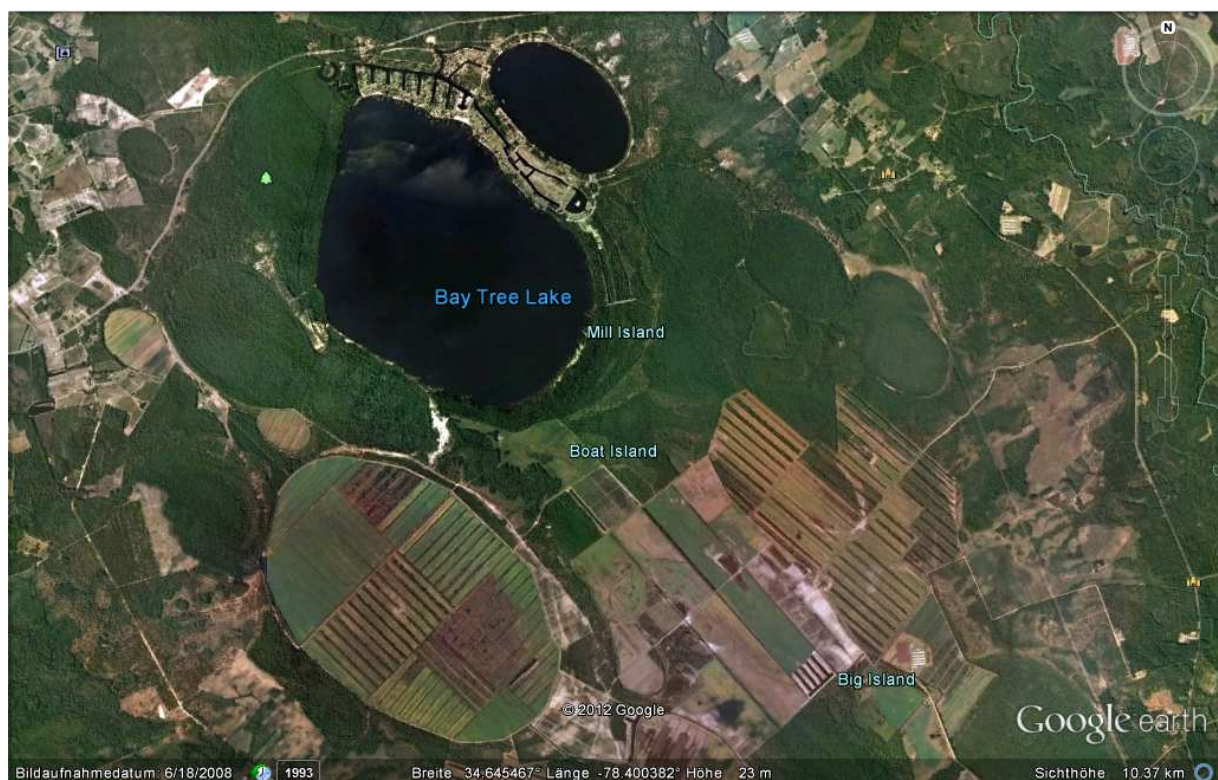 N
Bay Tree Lake
Mill Island
Boat Island
Big Island
© 2012 Google
Google earth
Bildaufnahmedatum: 6/18/2008 1993 Breite 34.645467° Länge -78.400382° Höhe 23 m Sichthöhe 10.37 km